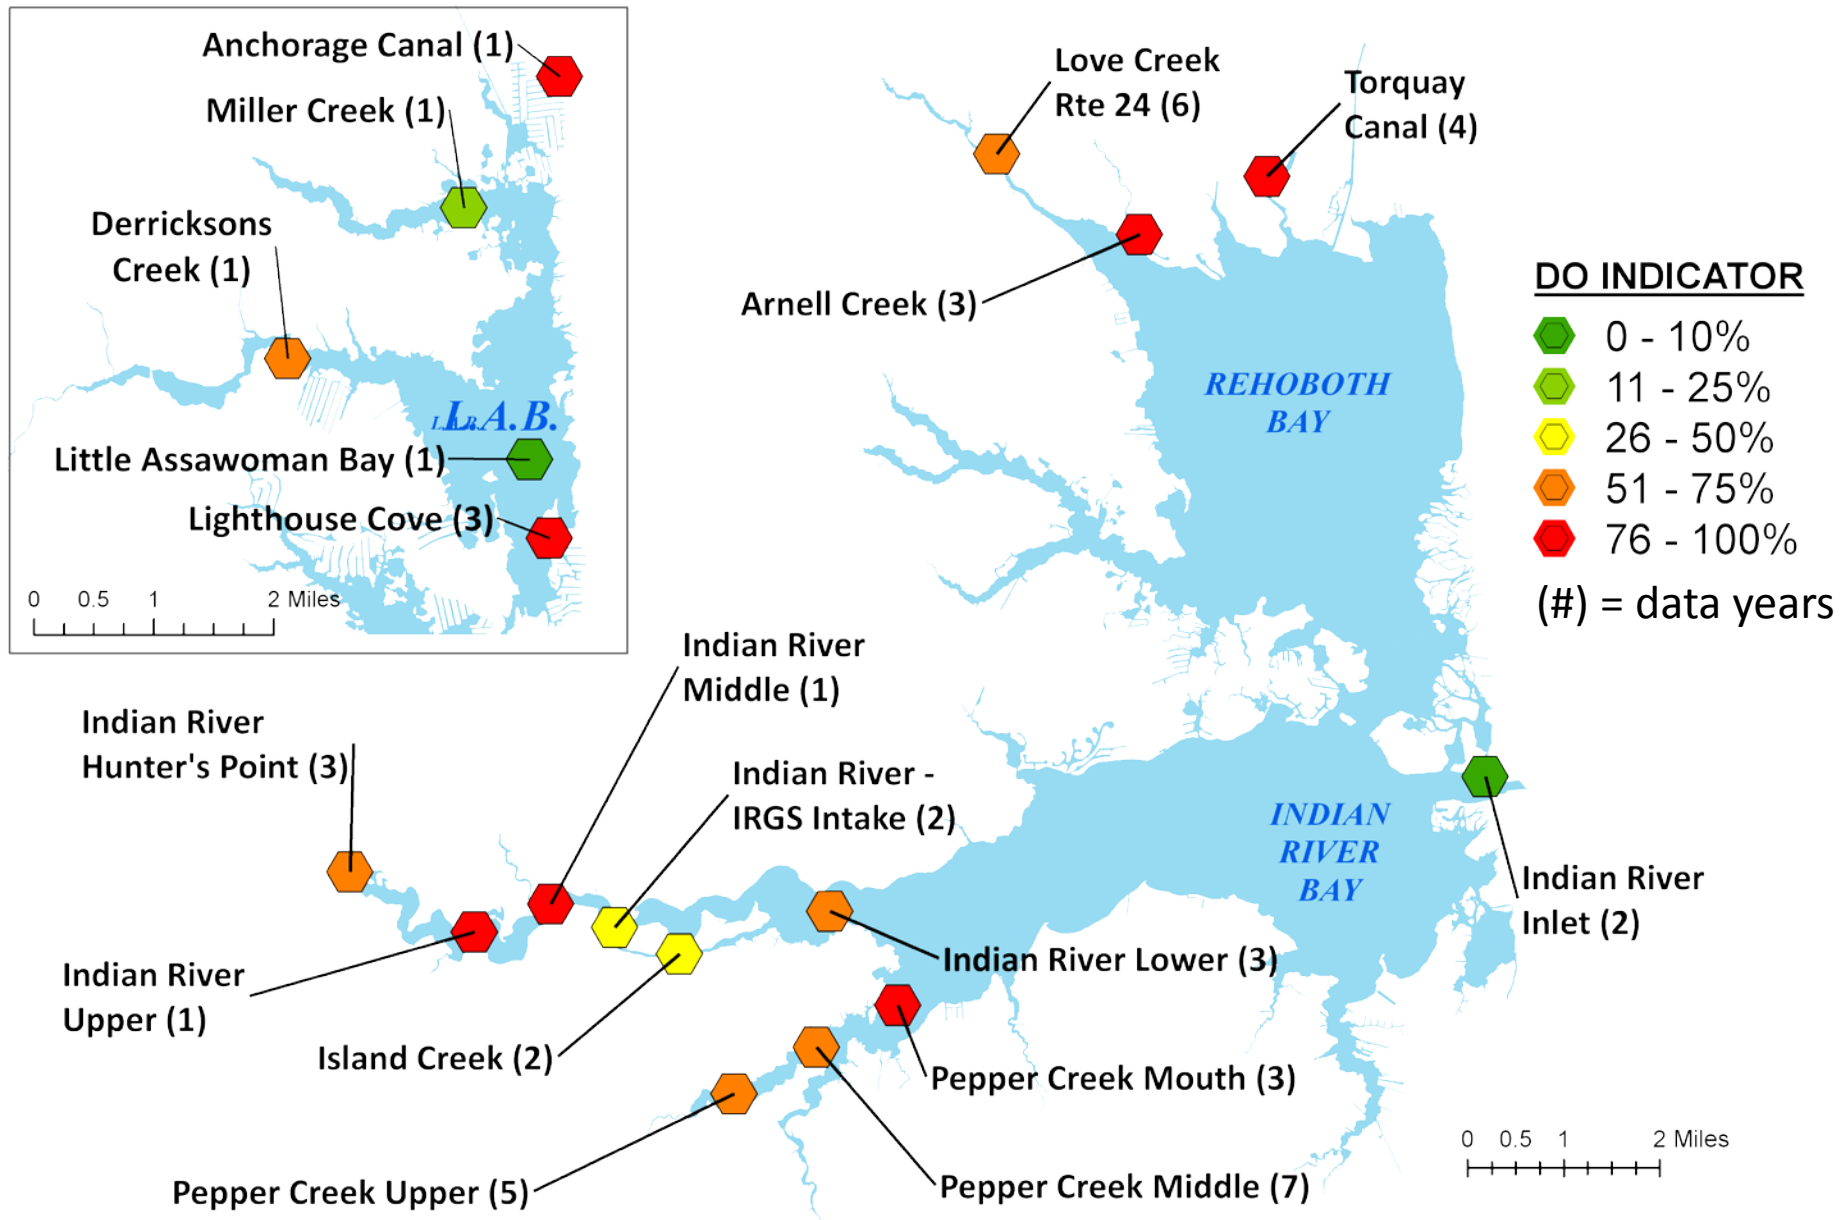 Anchorage Canal (1)
Miller Creek (1)
Derricksons
Creek (1)
L.A.B.
L.A.B.
Little Assawoman Bay (1)
Lighthouse Cove (3)
0 0.5 1 2 Miles
Love Creek
Rte 24 (6)
Torquay
Canal (4)
Arnell Creek (3)
REHOBOTH
BAY
DO INDICATOR
0 - 10%
11 - 25%
26 - 50%
51 - 75%
76 - 100%
(#) = data years
Indian River
Middle (1)
Indian River
Hunter's Point (3)
Indian River -
IRGS Intake (2)
INDIAN
RIVER
BAY
Indian River
Inlet (2)
Indian River Lower (3)
Indian River
Upper (1)
Island Creek (2)
Pepper Creek Mouth (3)
Pepper Creek Upper (5)
Pepper Creek Middle (7)
0 0.5 1 2 Miles